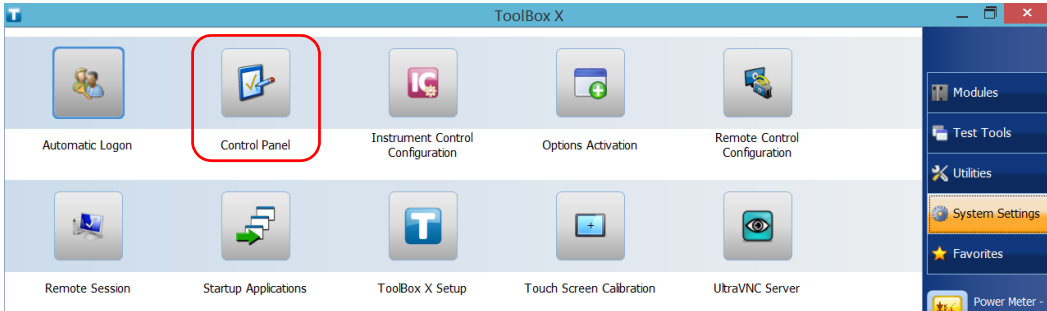 T
ToolBox X
Automatic Logon
Control Panel
IC
Instrument Control
Configuration
Options Activation
Remote Control
Configuration
Remote Session
Startup Applications
T
ToolBox X Setup
Touch Screen Calibration
UltraVNC Server
Modules
Test Tools
Utilities
System Settings
Favorites
Power Meter -